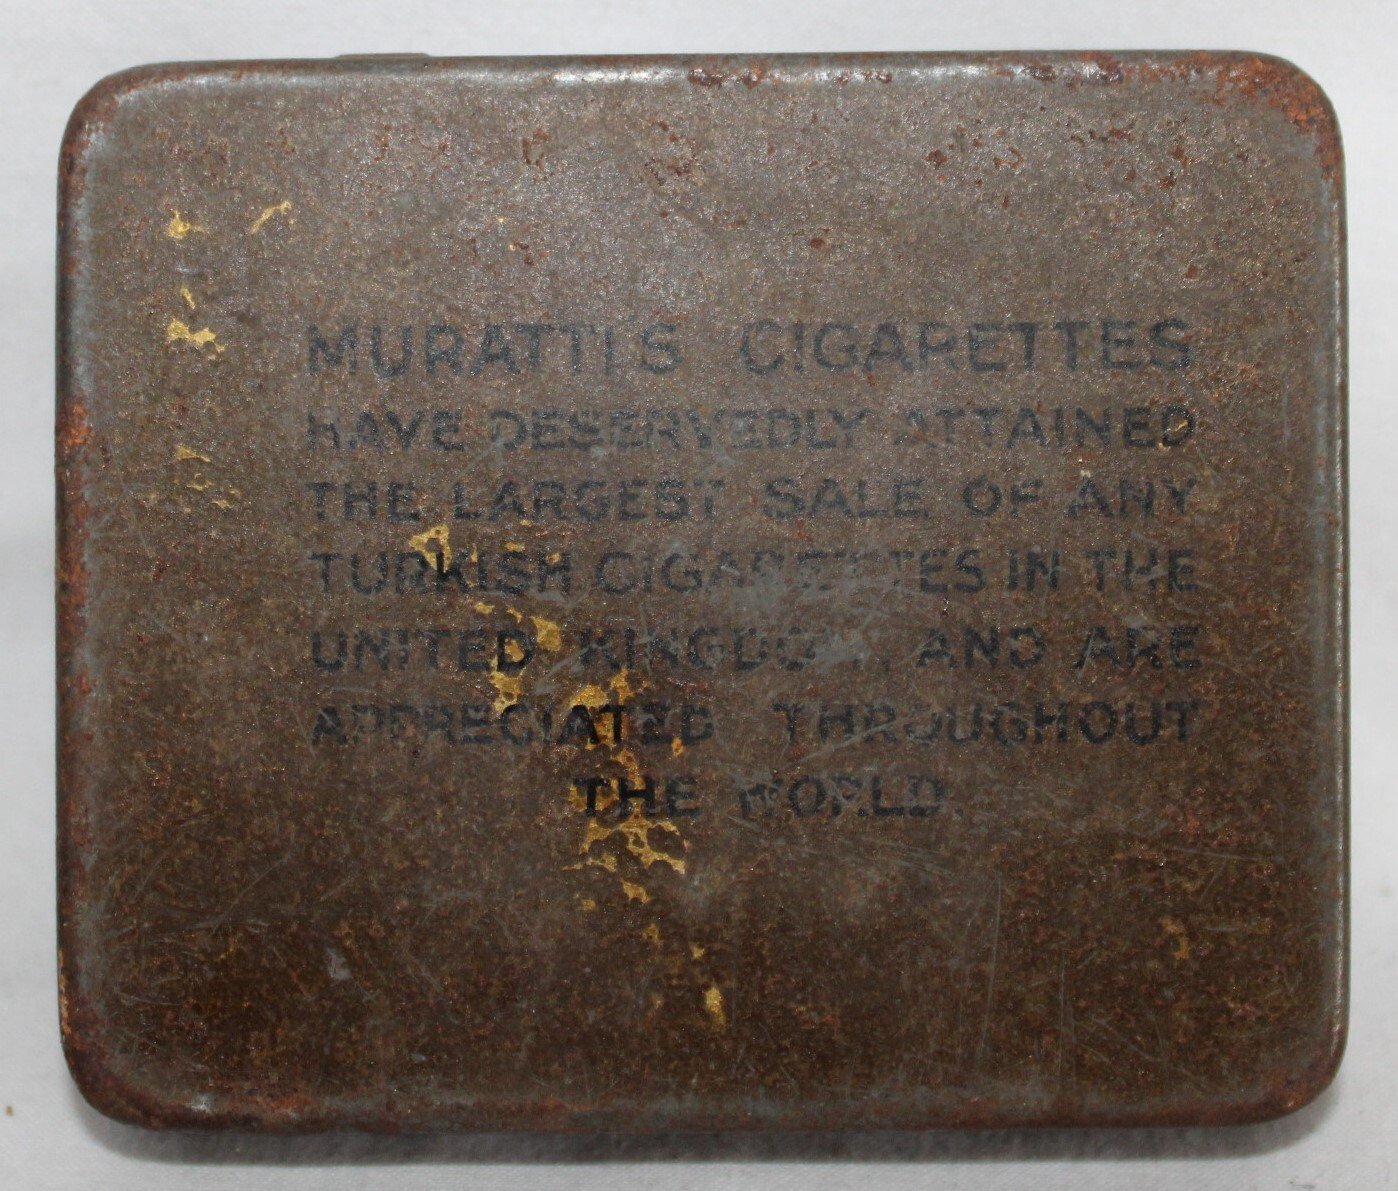 MURATTI'S CIGARETTES
HAVE DESERVEDLY ATTAINED
THE LARGEST SALE OF ANY
TURKISH CIGARETTES IN THE
UNITED KINGDOM, AND ARE
APPRECIATED THROUGHOUT
THE WORLD.